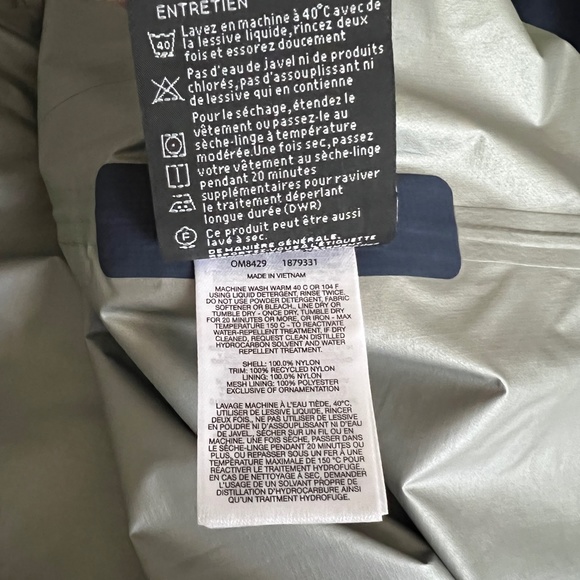 ENTRETIEN
Lavez en machine à 40°C avec de
la lessive liquide, rincez deux
fois et essorez doucement
40
Pas d'eau de javel ni de produits
chlorés, pas d'assouplissant ni
de lessive qui en contienne
Pour le séchage, étendez le
vêtement ou passez-le au
sèche-linge à température
modérée. Une fois sec, passez
votre vêtement au sèche-linge
pendant 20 minutes
supplémentaires pour raviver
le traitement déperlant
longue durée (DWR)
F
Ce produit peut être aussi
lavé à sec.
DE MANIÈRE GÉNÉRALE,
OM8429 1879331
MADE IN VIETNAM
MACHINE WASH WARM 40 C OR 104 F
USING LIQUID DETERGENT, RINSE TWICE.
DO NOT USE POWDER DETERGENT, FABRIC
SOFTENER OR BLEACH,. LINE DRY OR
TUMBLE DRY - ONCE DRY, TUMBLE DRY
FOR 20 MINUTES OR MORE, OR IRON - MAX
TEMPERATURE 150 C - TO REACTIVATE
WATER-REPELLENT TREATMENT. IF DRY
CLEANED, REQUEST CLEAN DISTILLED
HYDROCARBON SOLVENT AND WATER
REPELLENT TREATMENT.
SHELL: 100.0% NYLON
TRIM: 100% RECYCLED NYLON
LINING: 100.0% NYLON
MESH LINING: 100% POLYESTER
EXCLUSIVE OF ORNAMENTATION
LAVAGE MACHINE À L'EAU TIÈDE, 40°C,
UTILISER DE LESSIVE LIQUIDE, RINCER
DEUX FOIS, NE PAS UTILISER DE LESSIVE
EN POUDRE NI D'ASSOUPLISSANT NI D'EAU
DE JAVEL, SÉCHER SUR UN FIL OU EN
MACHINE. UNE FOIS SÈCHE, PASSER DANS
LE SÈCHE-LINGE PENDANT 20 MINUTES OU
PLUS, OU REPASSER SOUS UN FER À UNE
TEMPÉRATURE MAXIMALE DE 150 °C POUR
RÉACTIVER LE TRAITEMENT HYDROFUGE.
EN CAS DE NETTOYAGE À SEC, DEMANDER
L'USAGE D'UN SOLVANT PROPRE DE
DISTILLATION D'HYDROCARBURE AINSI
QU'UN TRAITEMENT HYDROFUGE.